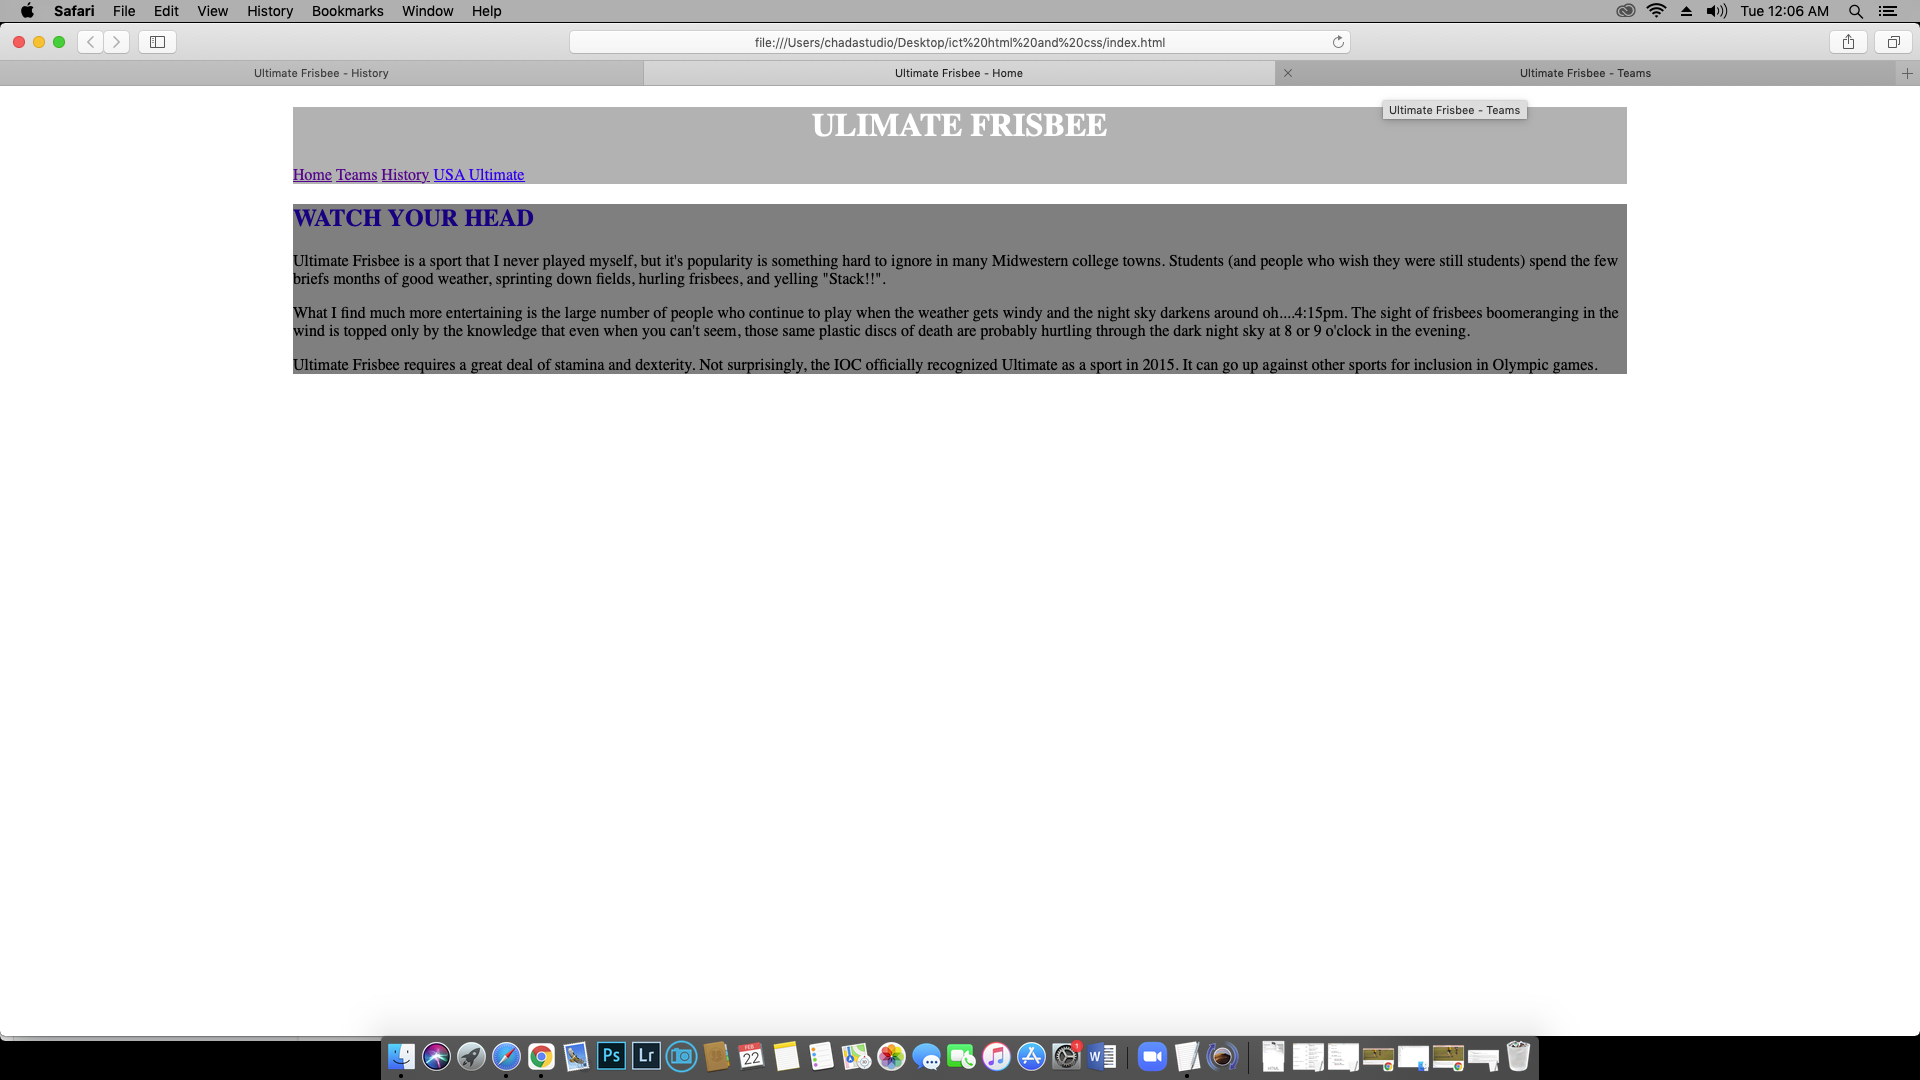 Safari File Edit View History Bookmarks Window Help Tue 12:06 AM
file:///Users/chadastudio/Desktop/ict%20html%20and%20css/index.html
Ultimate Frisbee - History Ultimate Frisbee - Home Ultimate Frisbee - Teams
Ultimate Frisbee - Teams
ULIMATE FRISBEE
Home Teams History USA Ultimate
WATCH YOUR HEAD
Ultimate Frisbee is a sport that I never played myself, but it's popularity is something hard to ignore in many Midwestern college towns. Students (and people who wish they were still students) spend the few
briefs months of good weather, sprinting down fields, hurling frisbees, and yelling "Stack!!".
What I find much more entertaining is the large number of people who continue to play when the weather gets windy and the night sky darkens around oh....4:15pm. The sight of frisbees boomeranging in the
wind is topped only by the knowledge that even when you can't seem, those same plastic discs of death are probably hurtling through the dark night sky at 8 or 9 o'clock in the evening.
Ultimate Frisbee requires a great deal of stamina and dexterity. Not surprisingly, the IOC officially recognized Ultimate as a sport in 2015. It can go up against other sports for inclusion in Olympic games.
Ps Lr FEB 22 1 W